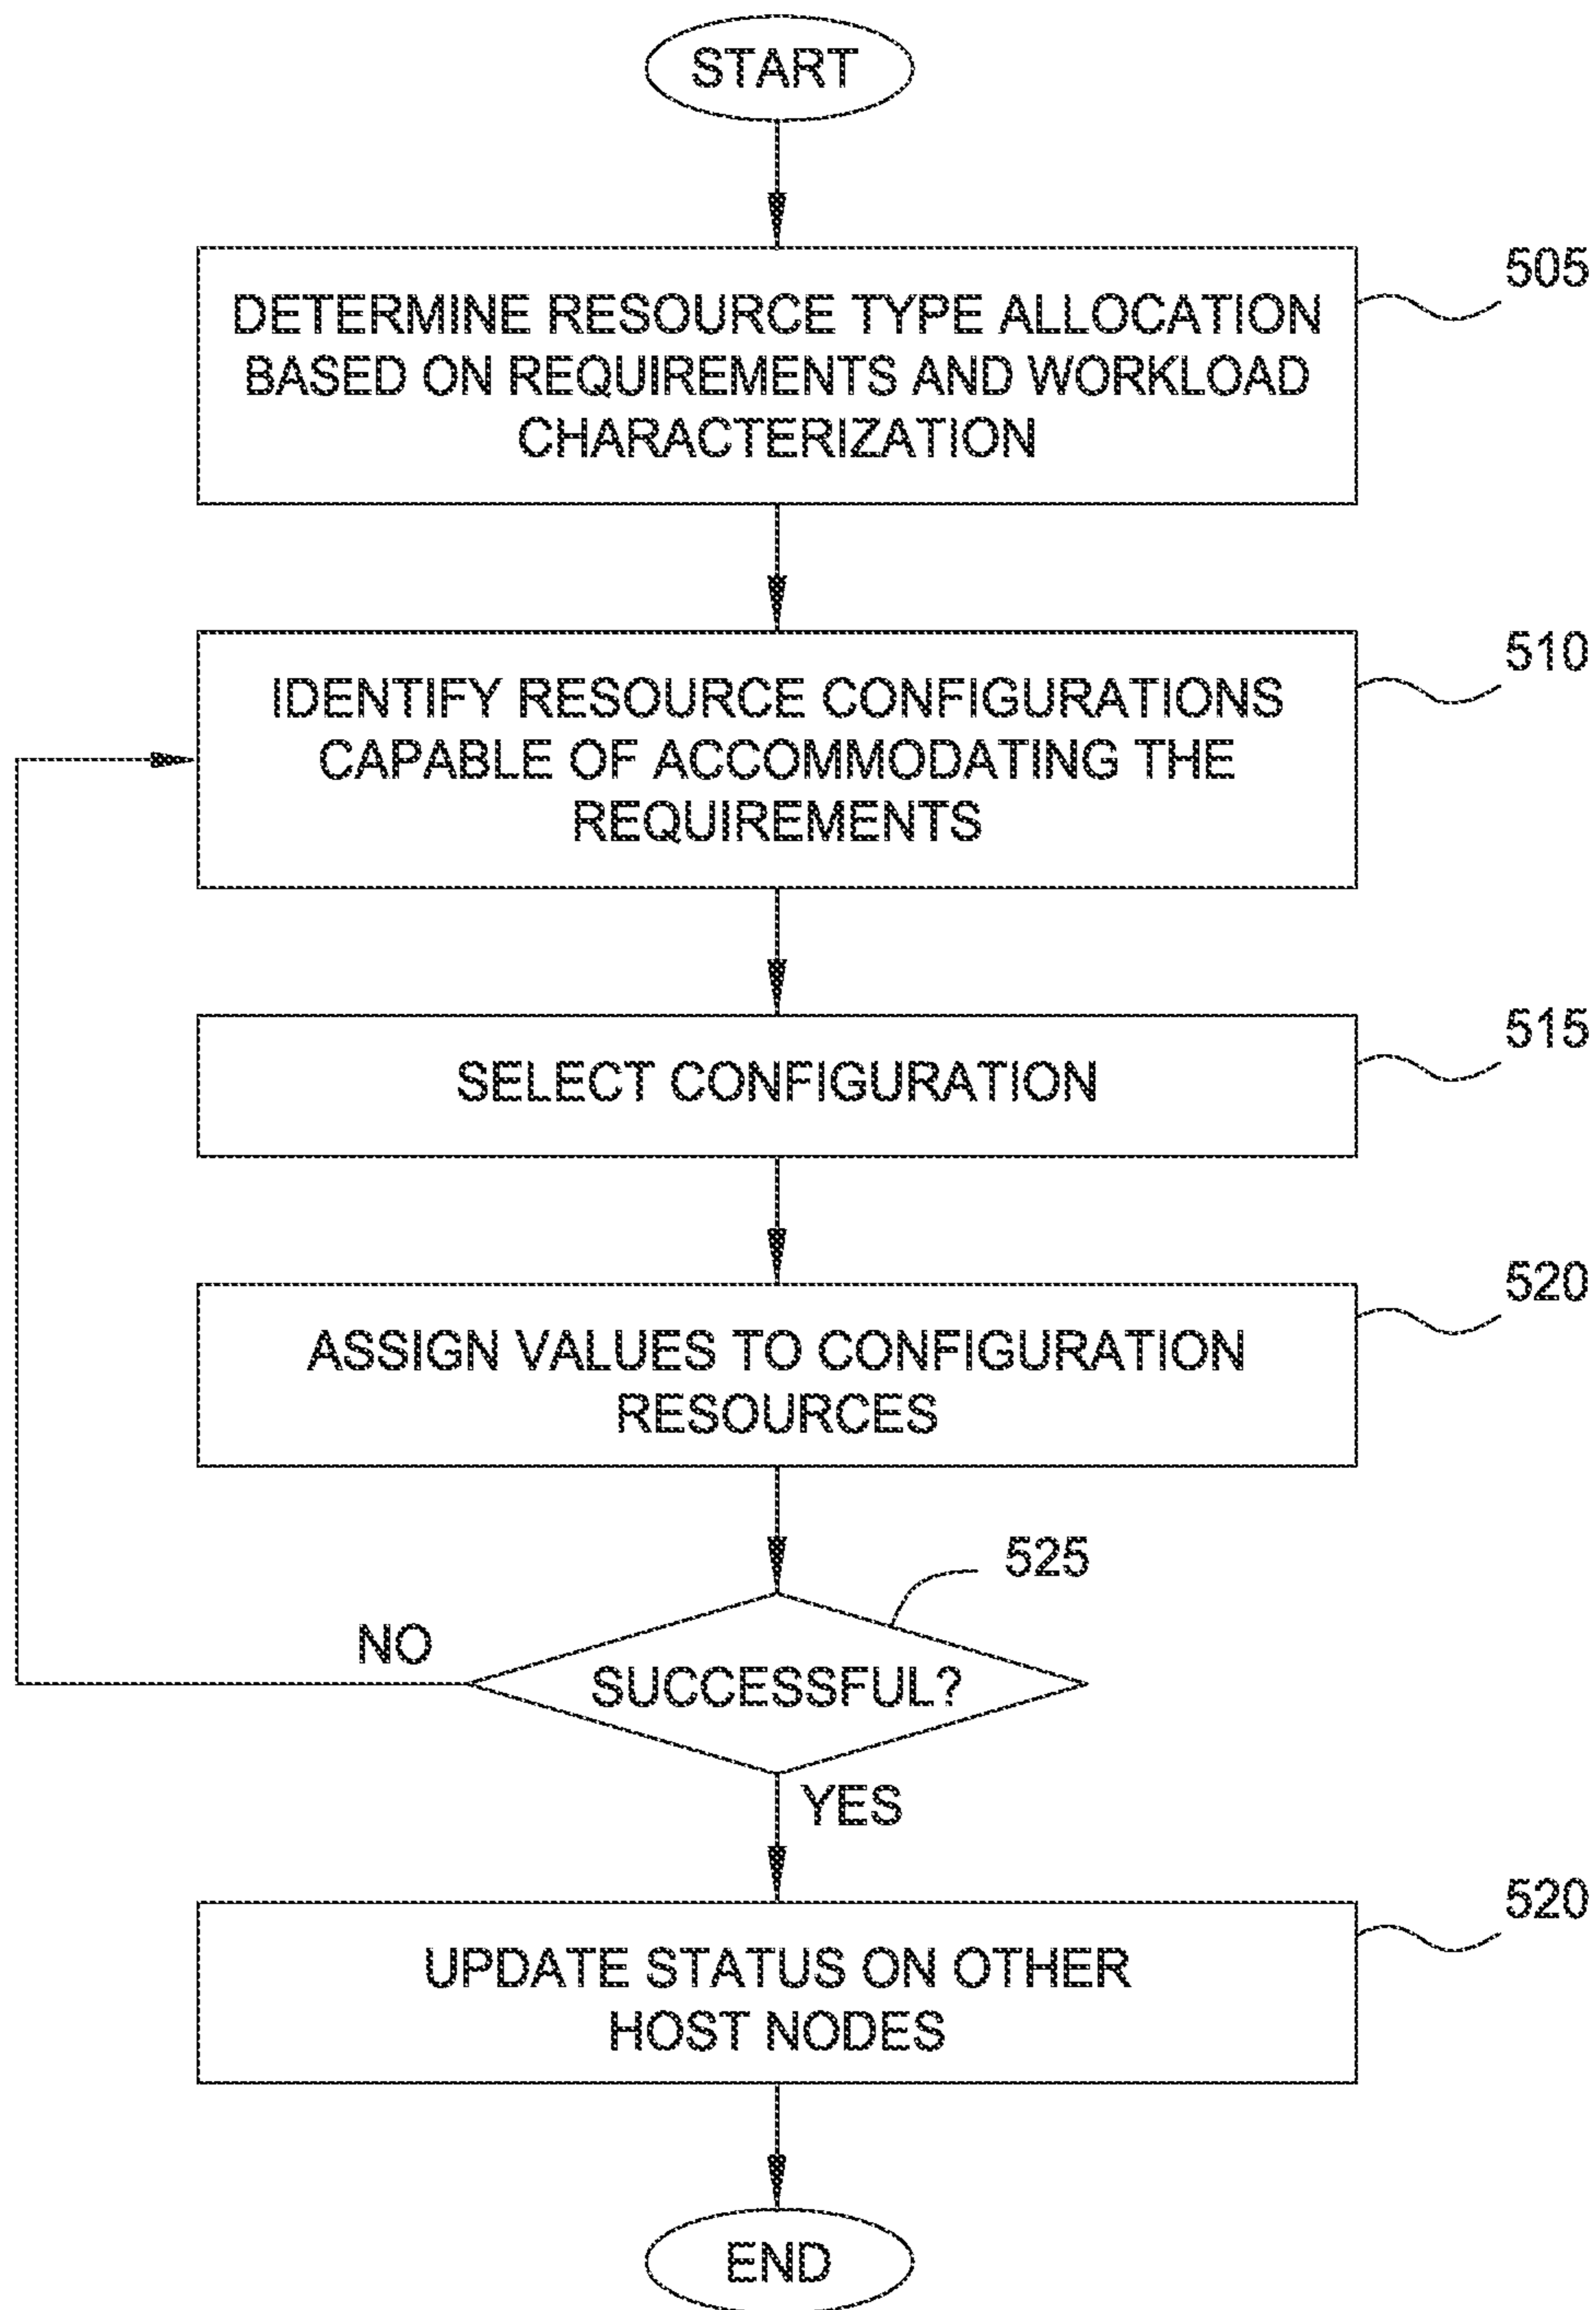 START
505
DETERMINE RESOURCE TYPE ALLOCATION
BASED ON REQUIREMENTS AND WORKLOAD
CHARACTERIZATION
510
IDENTIFY RESOURCE CONFIGURATIONS
CAPABLE OF ACCOMMODATING THE
REQUIREMENTS
515
SELECT CONFIGURATION
520
ASSIGN VALUES TO CONFIGURATION
RESOURCES
525
NO
SUCCESSFUL?
YES
520
UPDATE STATUS ON OTHER
HOST NODES
END